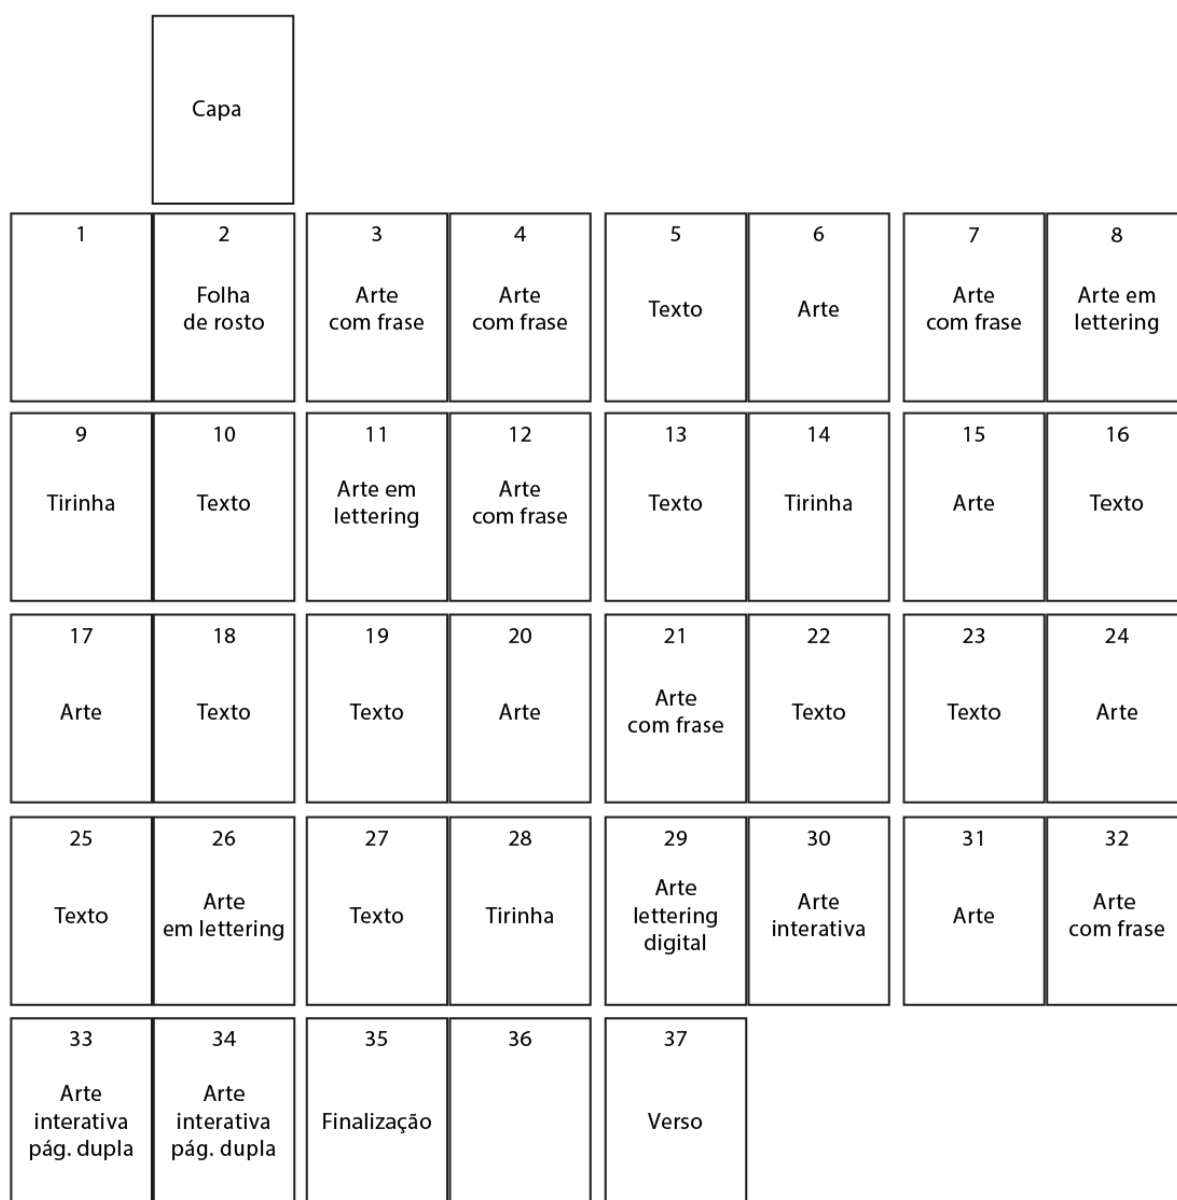 Capa
1
2
Folha
de rosto
3
Arte
com frase
4
Arte
com frase
5
Texto
6
Arte
7
Arte
com frase
8
Arte em
lettering
9
Tirinha
10
Texto
11
Arte em
lettering
12
Arte
com frase
13
Texto
14
Tirinha
15
Arte
16
Texto
17
Arte
18
Texto
19
Texto
20
Arte
21
Arte
com frase
22
Texto
23
Texto
24
Arte
25
Texto
26
Arte
em lettering
27
Texto
28
Tirinha
29
Arte
lettering
digital
30
Arte
interativa
31
Arte
32
Arte
com frase
33
Arte
interativa
pág. dupla
34
Arte
interativa
pág. dupla
35
Finalização
36
37
Verso